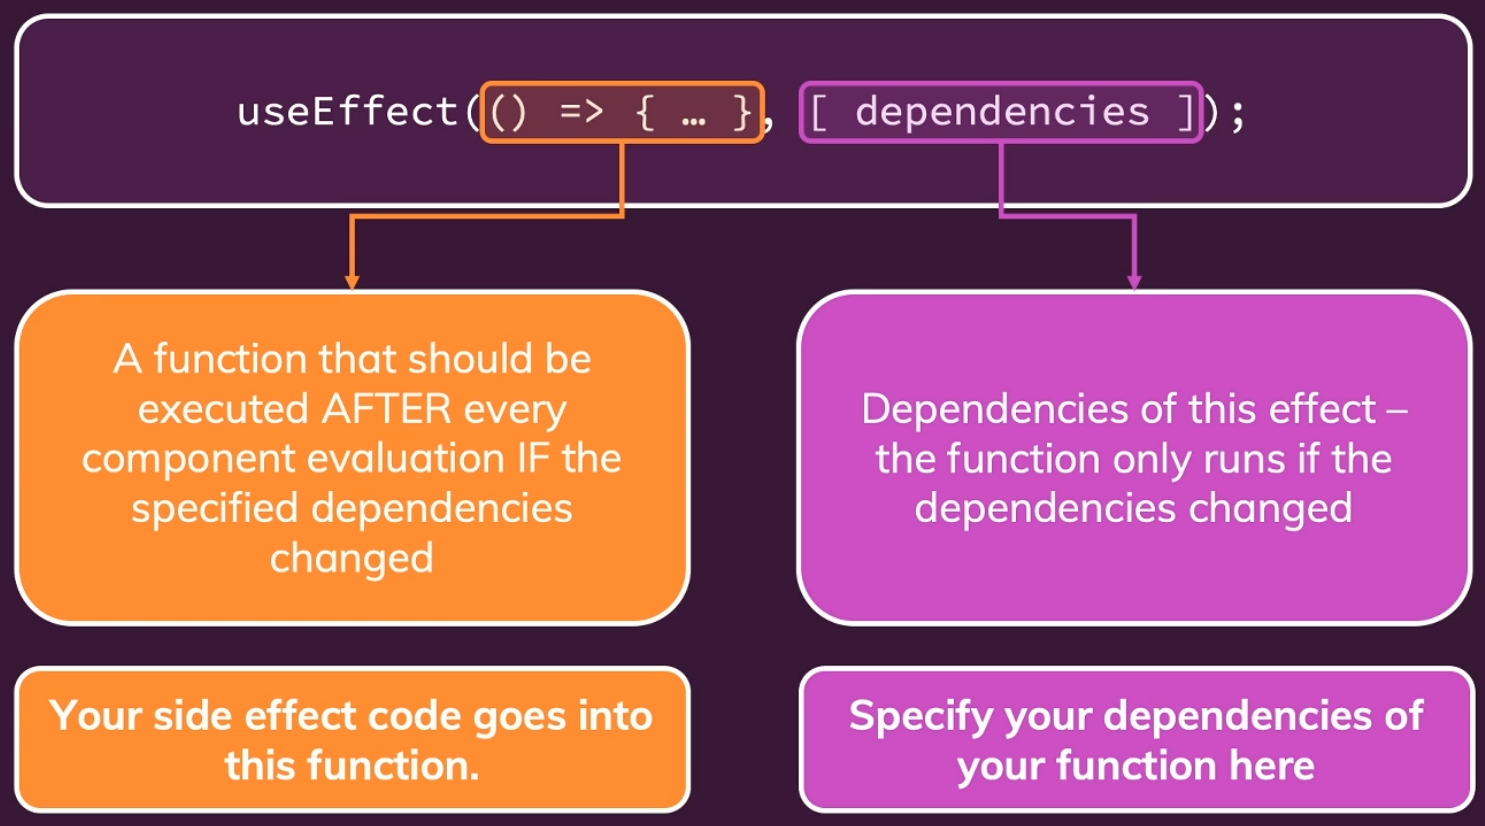 useEffect(() => { … }, [ dependencies ]);
A function that should be
executed AFTER every
component evaluation IF the
specified dependencies
changed
Dependencies of this effect –
the function only runs if the
dependencies changed
Your side effect code goes into
this function.
Specify your dependencies of
your function here